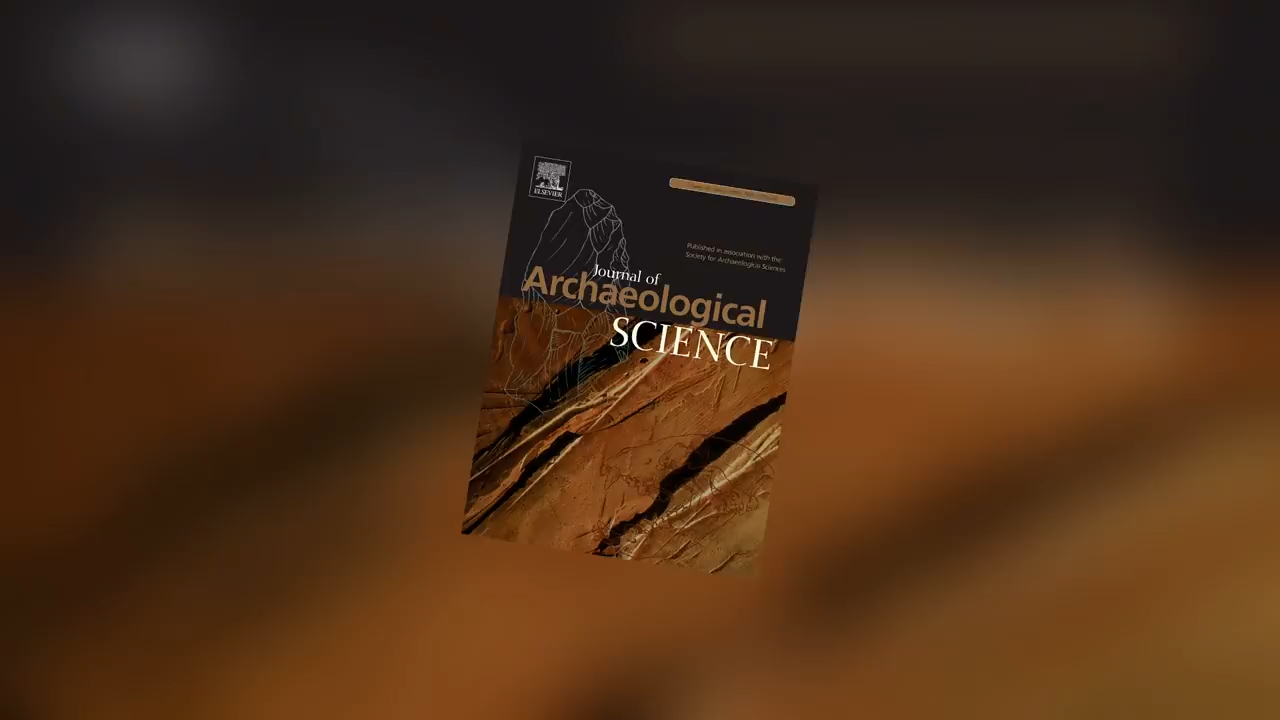 ELSEVIER
Published in association with the
Society for Archaeological Sciences
Journal of
Archaeological
SCIENCE